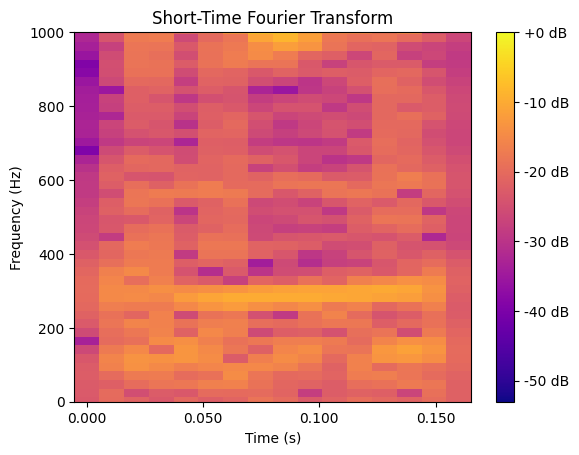 Short-Time Fourier Transform
1000
800
600
400
200
0
Frequency (Hz)
0.000
0.050
0.100
0.150
Time (s)
+0 dB
-10 dB
-20 dB
-30 dB
-40 dB
-50 dB